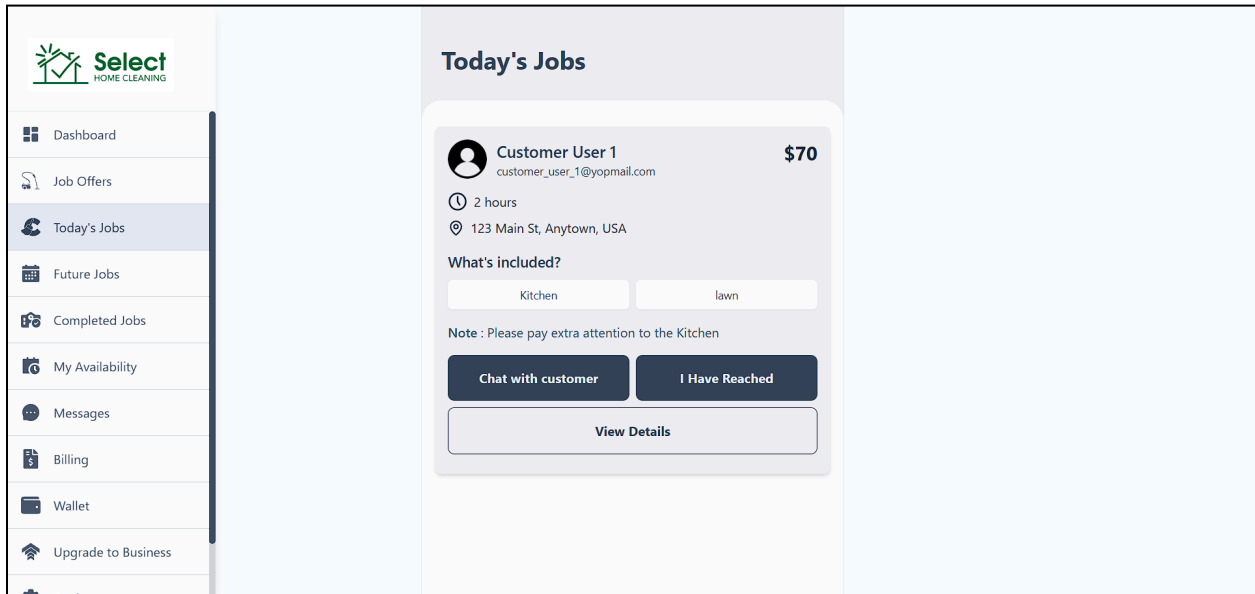 Select
HOME CLEANING
Dashboard
Job Offers
Today's Jobs
Future Jobs
Completed Jobs
My Availability
Messages
Billing
Wallet
Upgrade to Business
Today's Jobs
Customer User 1
$70
customer_user_1@yopmail.com
2 hours
123 Main St, Anytown, USA
What's included?
Kitchen
lawn
Note : Please pay extra attention to the Kitchen
Chat with customer
I Have Reached
View Details